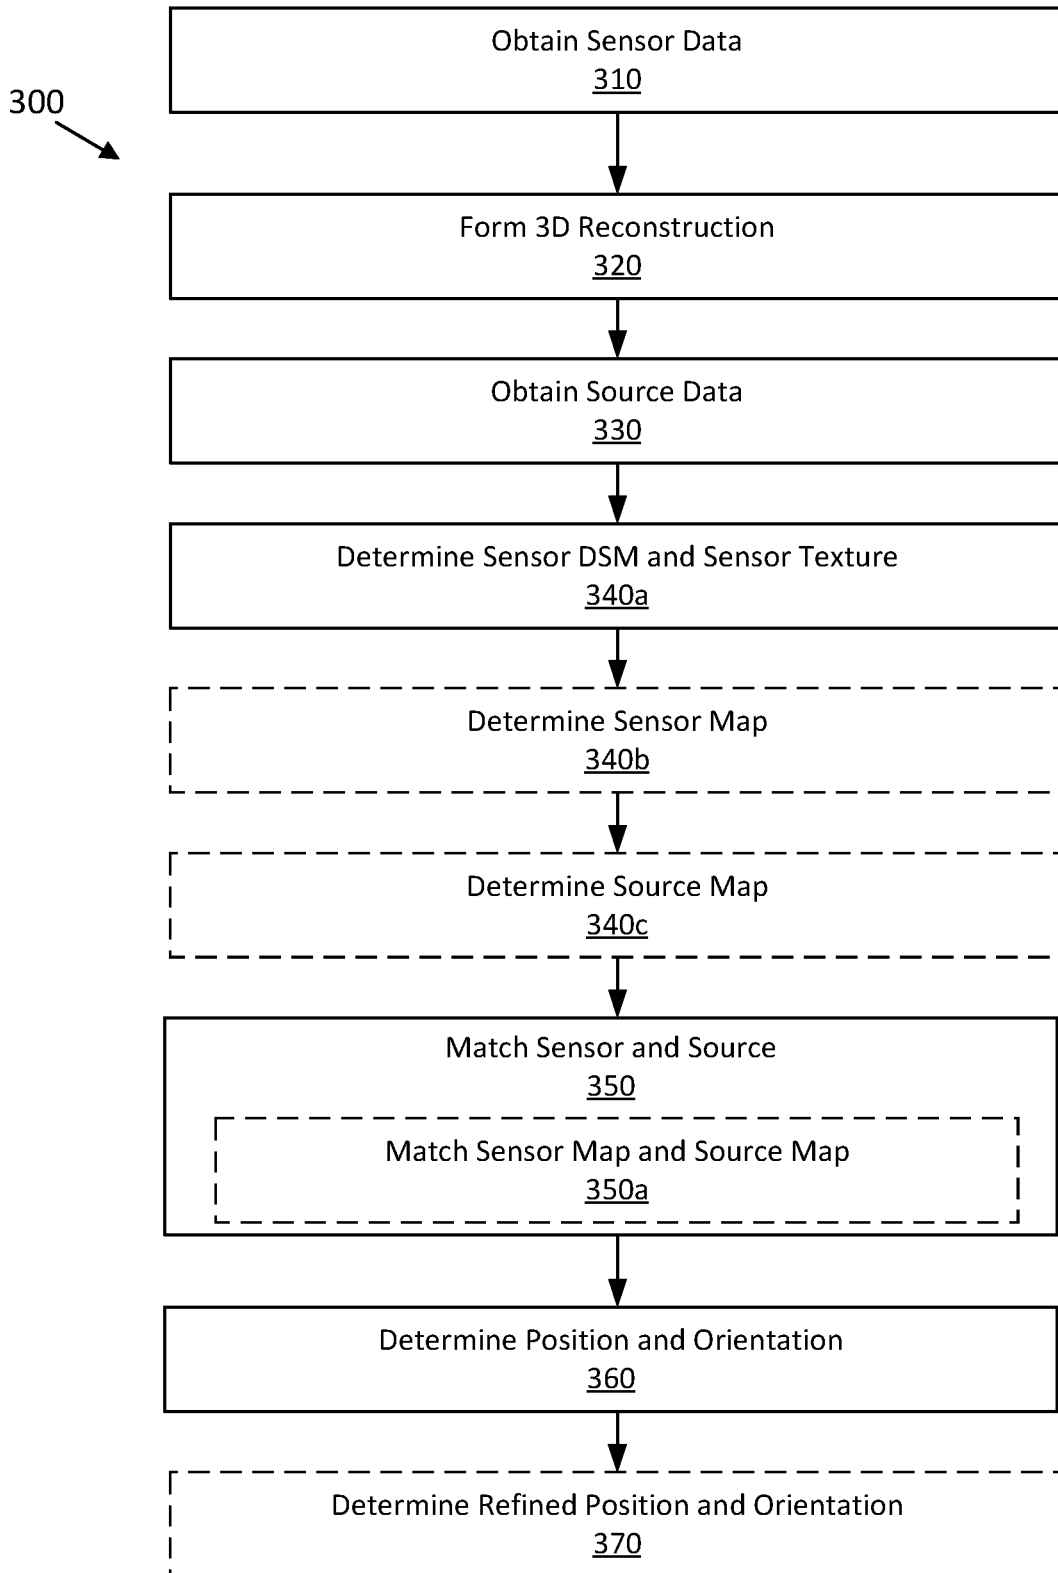 Obtain Sensor Data
310
300
Form 3D Reconstruction
320
Obtain Source Data
330
Determine Sensor DSM and Sensor Texture
340a
Determine Sensor Map
340b
Determine Source Map
340c
Match Sensor and Source
350
Match Sensor Map and Source Map
350a
Determine Position and Orientation
360
Determine Refined Position and Orientation
370